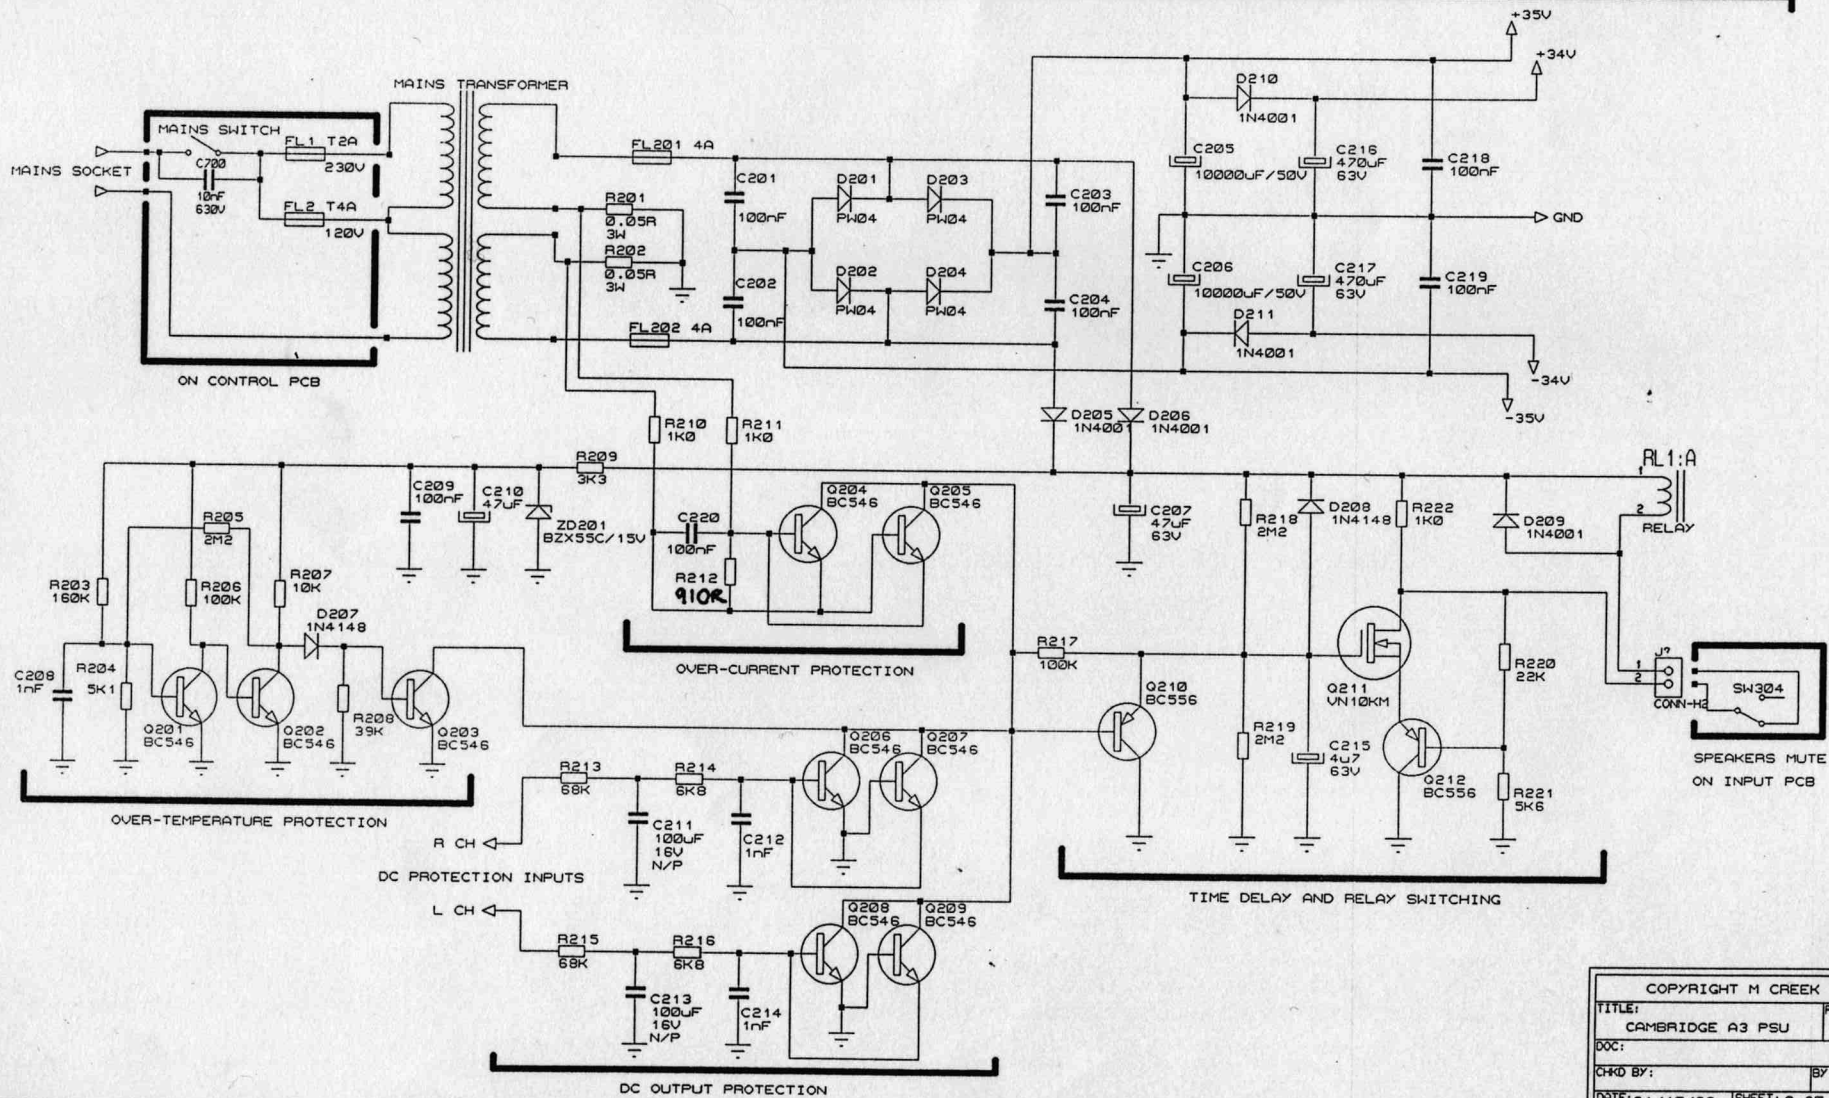 +35V
+34V
MAINS TRANSFORMER
MAINS SWITCH
FL1 T2A
230V
C700
10nF
630V
MAINS SOCKET
FL2 T4A
120V
ON CONTROL PCB
FL201 4A
R201
0.05R
3W
R202
0.05R
3W
FL202 4A
C201
100nF
C202
100nF
D201
PW04
D203
PW04
D202
PW04
D204
PW04
C203
100nF
C204
100nF
D210
1N4001
C205
10000uF/50V
C216
470uF
63V
C218
100nF
GND
C206
10000uF/50V
C217
470uF
63V
C219
100nF
D211
1N4001
-34V
-35V
D205
1N4001
D206
1N4001
R210
1K0
R211
1K0
R209
3K3
C209
100nF
C210
47uF
ZD201
BZX55C/15V
C220
100nF
R212
910R
Q204
BC546
Q205
BC546
OVER-CURRENT PROTECTION
R205
2M2
R203
160K
R206
100K
R207
10K
D207
1N4148
C208
1nF
R204
5K1
Q201
BC546
Q202
BC546
R208
39K
Q203
BC546
OVER-TEMPERATURE PROTECTION
C207
47uF
63V
R218
2M2
D208
1N4148
R222
1K0
D209
1N4001
RL1:A
1
2
RELAY
R217
100K
Q210
BC556
Q211
VN10KM
R219
2M2
C215
4u7
63V
Q212
BC556
R220
22K
R221
5K6
J?
1
2
CONN-H2
SW304
SPEAKERS MUTE
ON INPUT PCB
TIME DELAY AND RELAY SWITCHING
R213
68K
R214
6K8
C211
100uF
16V
N/P
C212
1nF
Q206
BC546
Q207
BC546
R CH
DC PROTECTION INPUTS
L CH
R215
68K
R216
6K8
C213
100uF
16V
N/P
C214
1nF
Q208
BC546
Q209
BC546
DC OUTPUT PROTECTION
COPYRIGHT M CREEK
TITLE:
CAMBRIDGE A3 PSU
DOC:
CHKD BY:
BY